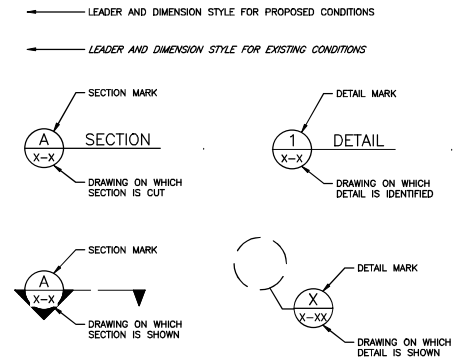 LEADER AND DIMENSION STYLE FOR PROPOSED CONDITIONS
LEADER AND DIMENSION STYLE FOR EXISTING CONDITIONS
SECTION MARK
A
SECTION
X-X
DRAWING ON WHICH
SECTION IS CUT
DETAIL MARK
1
DETAIL
X-X
DRAWING ON WHICH
DETAIL IS IDENTIFIED
SECTION MARK
A
X-X
DRAWING ON WHICH
SECTION IS SHOWN
DETAIL MARK
X
X-XX
DRAWING ON WHICH
DETAIL IS SHOWN